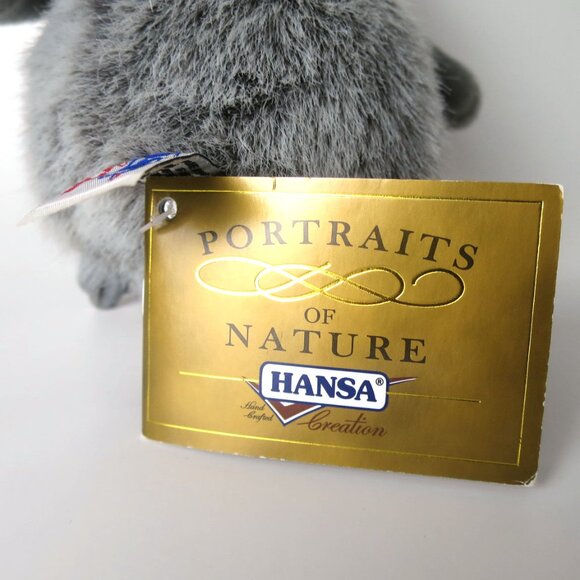 PORTRAITS
OF
NATURE
HANSA®
Hand
Crafted
Creation